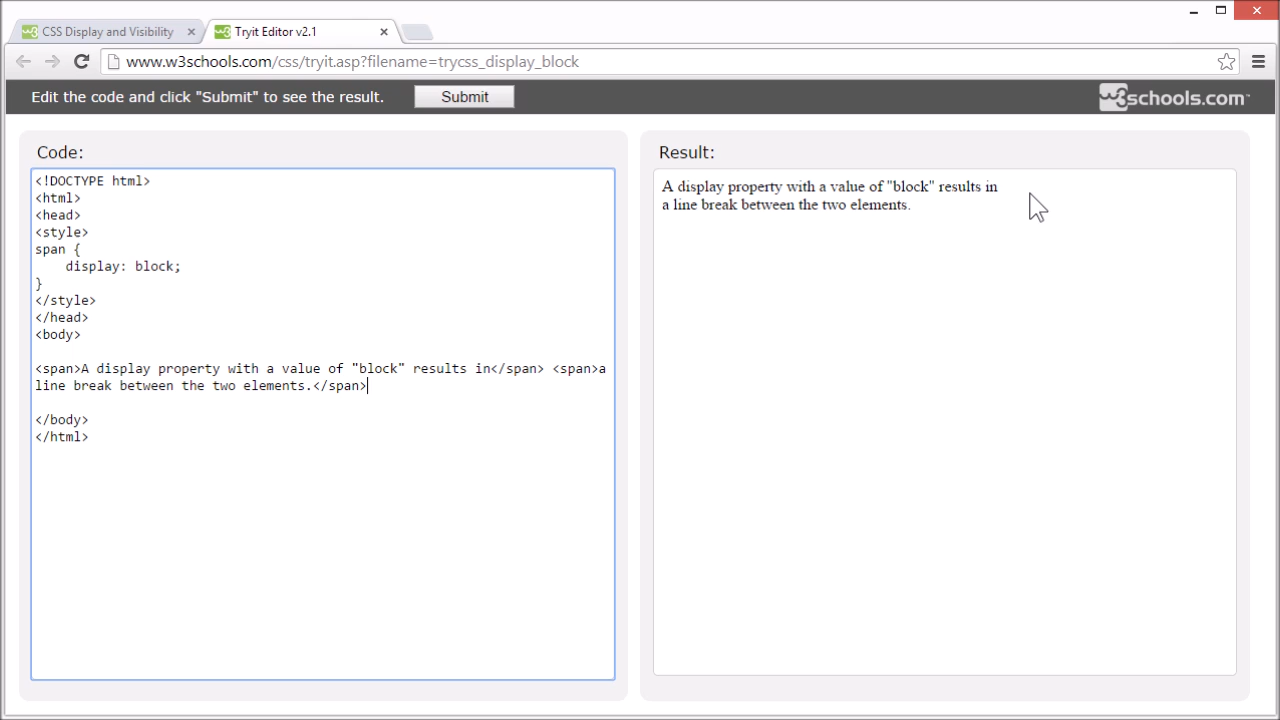 CSS Display and Visibility
Tryit Editor v2.1
www.w3schools.com/css/tryit.asp?filename=trycss_display_block
Edit the code and click "Submit" to see the result.
Submit
w3schools.com
Code:
<!DOCTYPE html>
<html>
<head>
<style>
span {
    display: block;
}
</style>
</head>
<body>
<span>A display property with a value of "block" results in</span> <span>a
line break between the two elements.</span>
</body>
</html>
Result:
A display property with a value of "block" results in
a line break between the two elements.